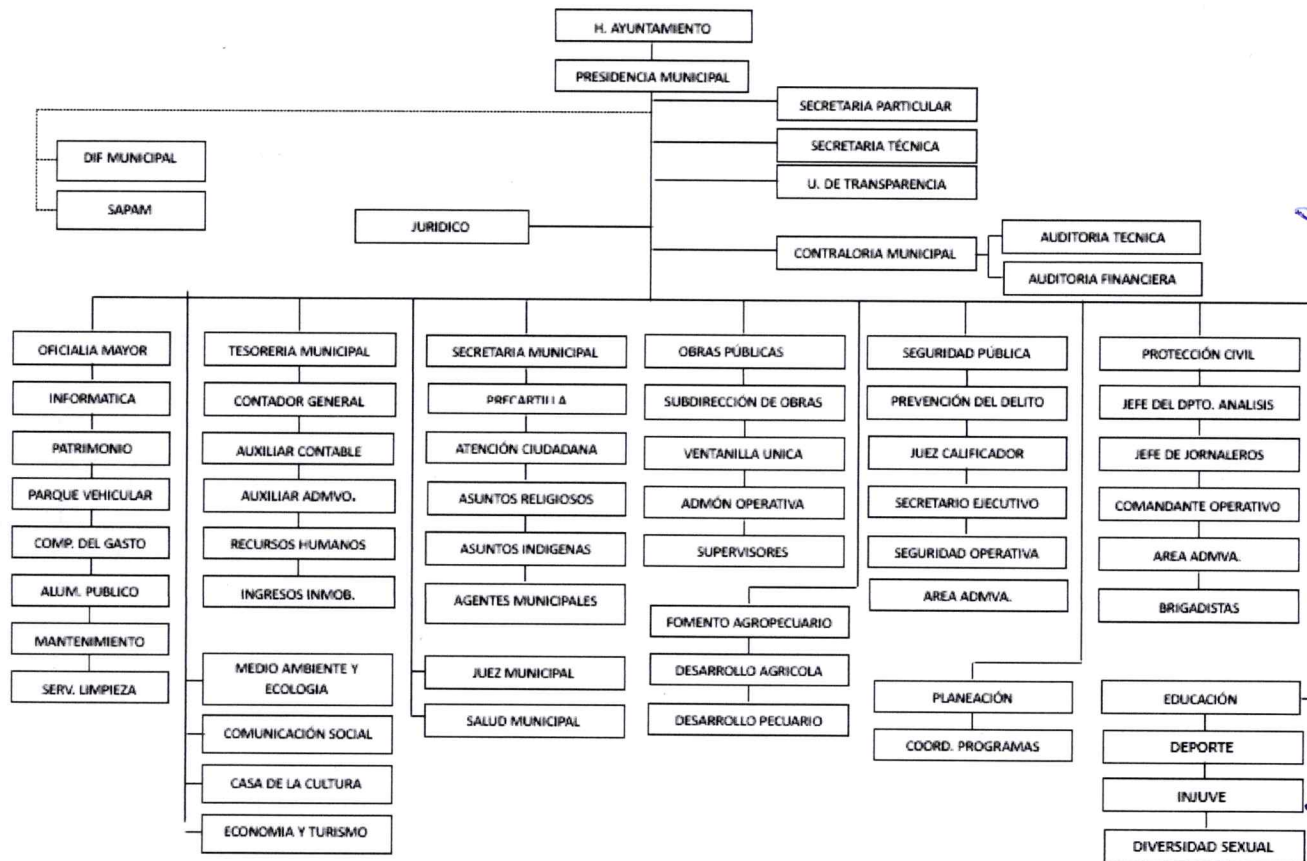 H. AYUNTAMIENTO
PRESIDENCIA MUNICIPAL
SECRETARIA PARTICULAR
SECRETARIA TÉCNICA
U. DE TRANSPARENCIA
DIF MUNICIPAL
SAPAM
JURIDICO
CONTRALORIA MUNICIPAL
AUDITORIA TECNICA
AUDITORIA FINANCIERA
OFICIALIA MAYOR
INFORMATICA
PATRIMONIO
PARQUE VEHICULAR
COMP. DEL GASTO
ALUM. PUBLICO
MANTENIMIENTO
SERV. LIMPIEZA
TESORERIA MUNICIPAL
CONTADOR GENERAL
AUXILIAR CONTABLE
AUXILIAR ADMVO.
RECURSOS HUMANOS
INGRESOS INMOB.
MEDIO AMBIENTE Y
ECOLOGIA
COMUNICACIÓN SOCIAL
CASA DE LA CULTURA
ECONOMIA Y TURISMO
SECRETARIA MUNICIPAL
PRECARTILLA
ATENCIÓN CIUDADANA
ASUNTOS RELIGIOSOS
ASUNTOS INDIGENAS
AGENTES MUNICIPALES
JUEZ MUNICIPAL
SALUD MUNICIPAL
OBRAS PÚBLICAS
SUBDIRECCIÓN DE OBRAS
VENTANILLA UNICA
ADMÓN OPERATIVA
SUPERVISORES
FOMENTO AGROPECUARIO
DESARROLLO AGRICOLA
DESARROLLO PECUARIO
SEGURIDAD PÚBLICA
PREVENCIÓN DEL DELITO
JUEZ CALIFICADOR
SECRETARIO EJECUTIVO
SEGURIDAD OPERATIVA
AREA ADMVA.
PLANEACIÓN
COORD. PROGRAMAS
PROTECCIÓN CIVIL
JEFE DEL DPTO. ANALISIS
JEFE DE JORNALEROS
COMANDANTE OPERATIVO
AREA ADMVA.
BRIGADISTAS
EDUCACIÓN
DEPORTE
INJUVE
DIVERSIDAD SEXUAL